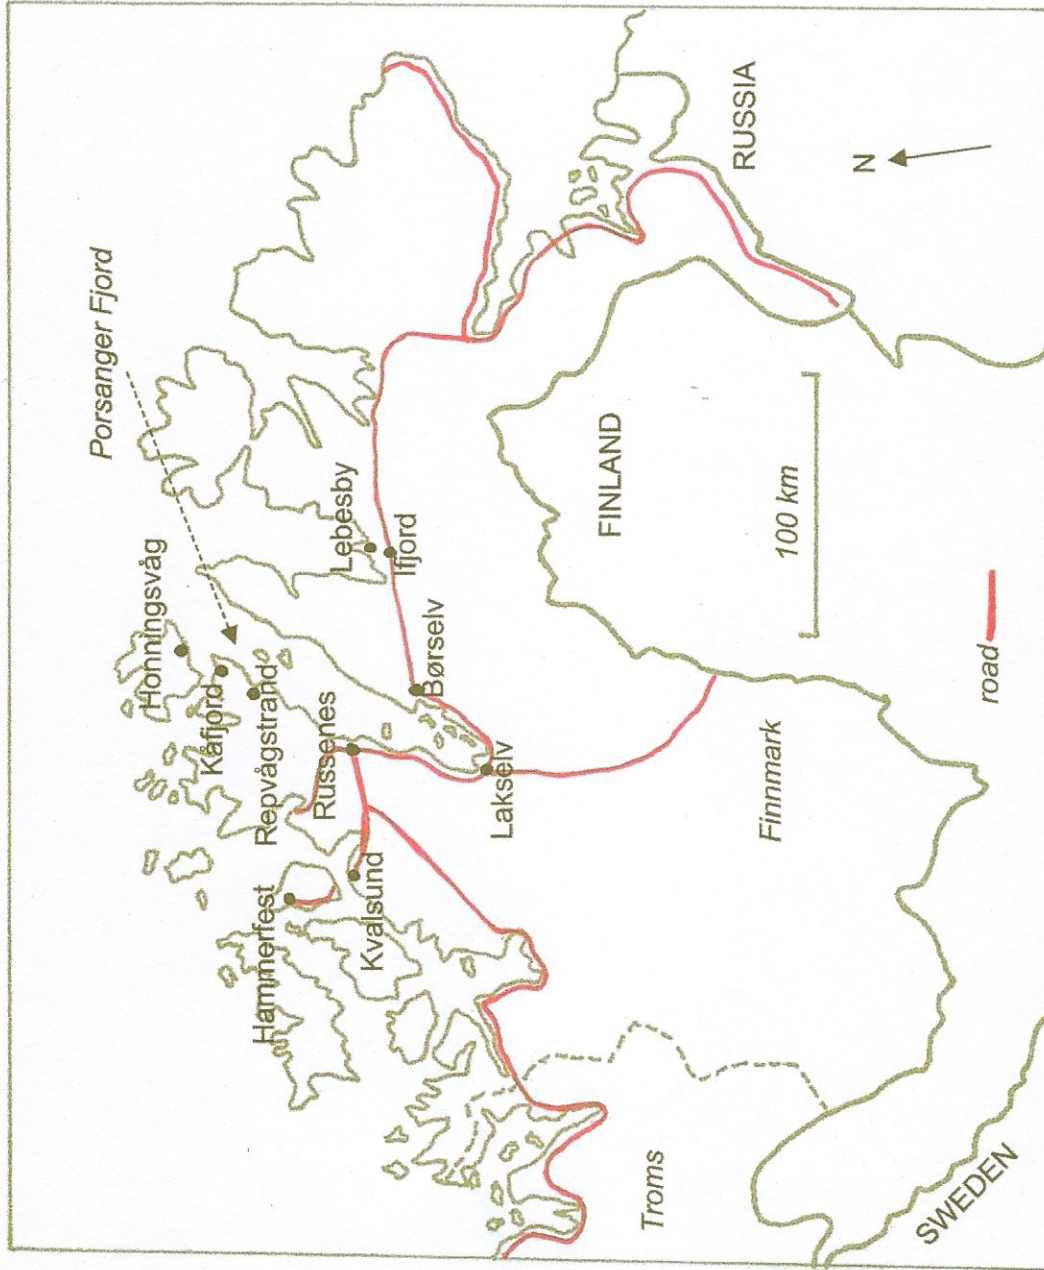 Porsanger Fjord
Honningsvåg
Kåfjord
Repvågstrand
Russenes
Hammerfest
Kvalsund
Lebesby
Ifjord
Børselv
Lakselv
RUSSIA
N
FINLAND
100 km
Finnmark
road
Troms
SWEDEN